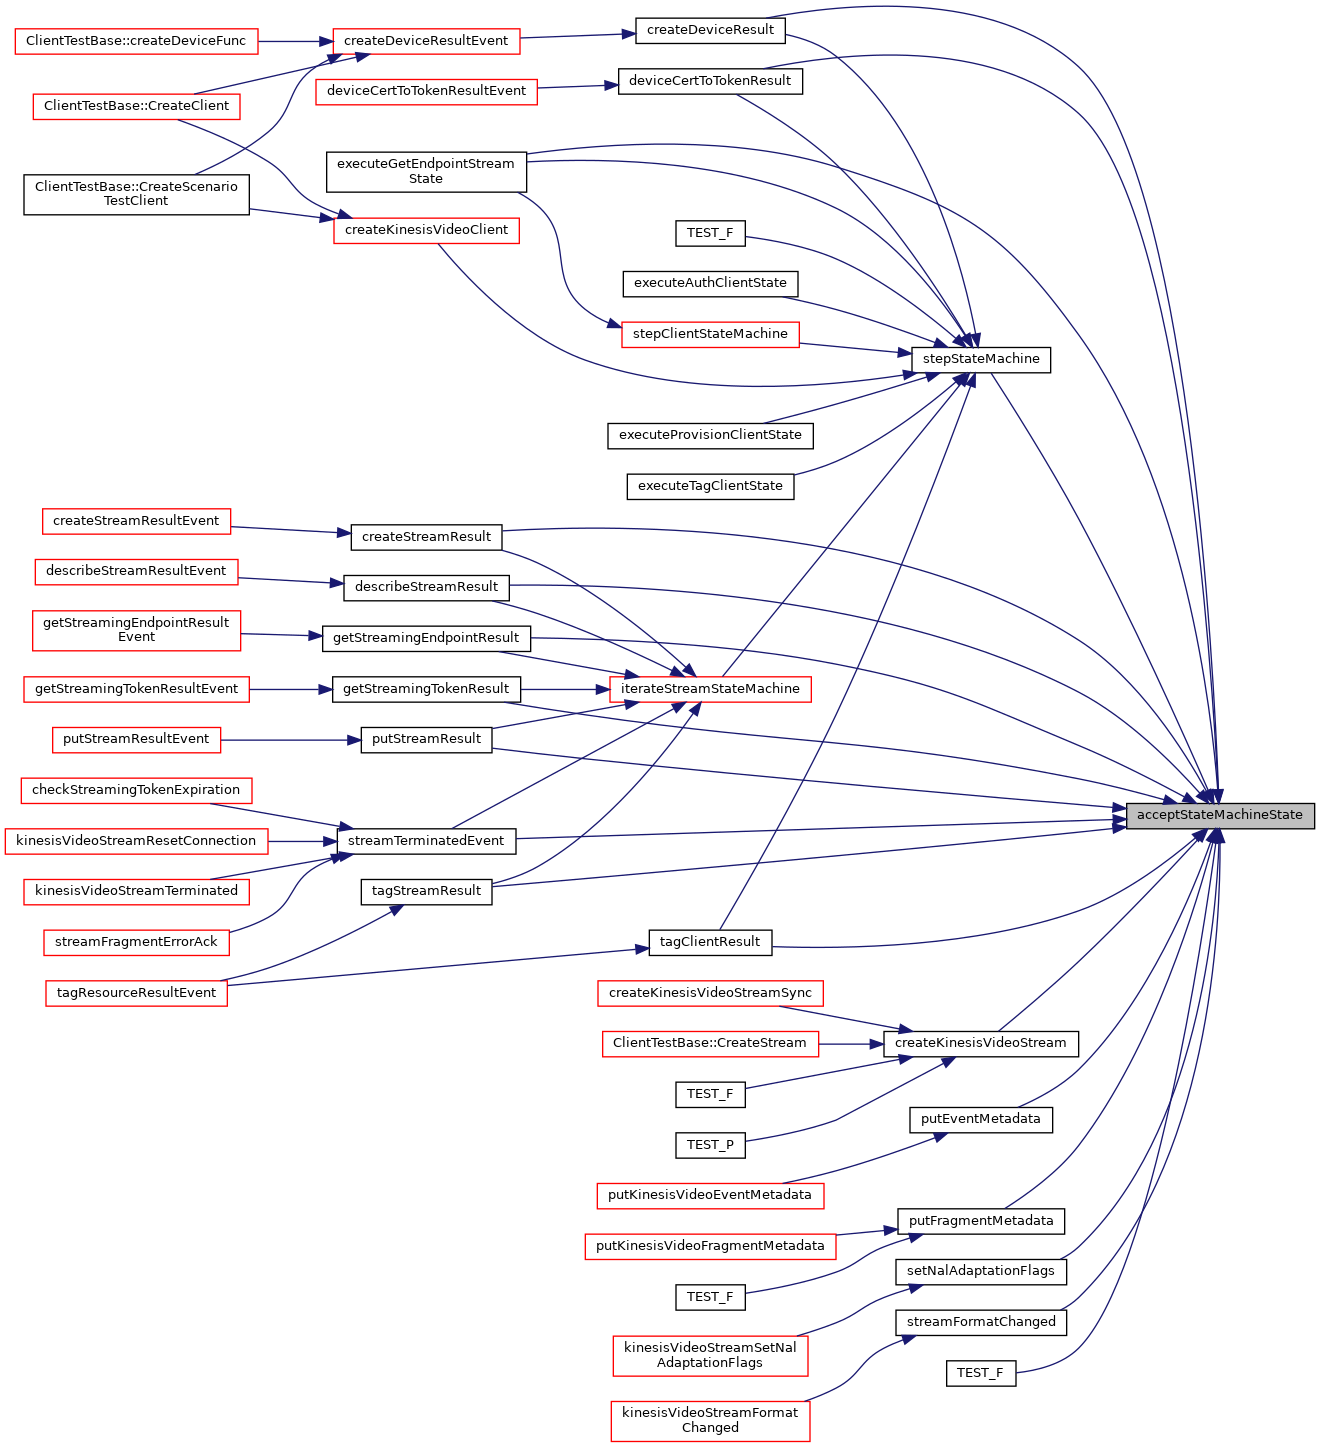 createDeviceResult
ClientTestBase::createDeviceFunc
createDeviceResultEvent
deviceCertToTokenResult
deviceCertToTokenResultEvent
ClientTestBase::CreateClient
executeGetEndpointStream
State
ClientTestBase::CreateScenario
TestClient
createKinesisVideoClient
TEST_F
executeAuthClientState
stepClientStateMachine
stepStateMachine
executeProvisionClientState
executeTagClientState
createStreamResultEvent
createStreamResult
describeStreamResultEvent
describeStreamResult
getStreamingEndpointResult
Event
getStreamingEndpointResult
getStreamingTokenResultEvent
getStreamingTokenResult
iterateStreamStateMachine
putStreamResultEvent
putStreamResult
checkStreamingTokenExpiration
acceptStateMachineState
kinesisVideoStreamResetConnection
streamTerminatedEvent
kinesisVideoStreamTerminated
tagStreamResult
streamFragmentErrorAck
tagClientResult
tagResourceResultEvent
createKinesisVideoStreamSync
ClientTestBase::CreateStream
createKinesisVideoStream
TEST_F
putEventMetadata
TEST_P
putKinesisVideoEventMetadata
putFragmentMetadata
putKinesisVideoFragmentMetadata
setNalAdaptationFlags
TEST_F
streamFormatChanged
kinesisVideoStreamSetNal
AdaptationFlags
TEST_F
kinesisVideoStreamFormat
Changed